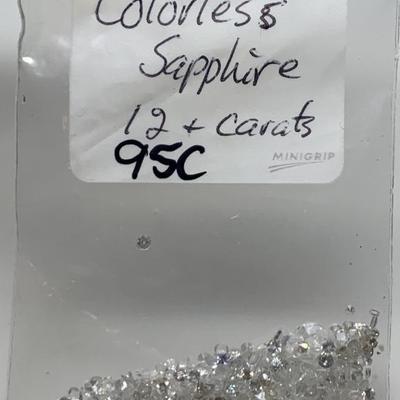 Colorless
Sapphire
12 + carats
95C
MINIGRIP